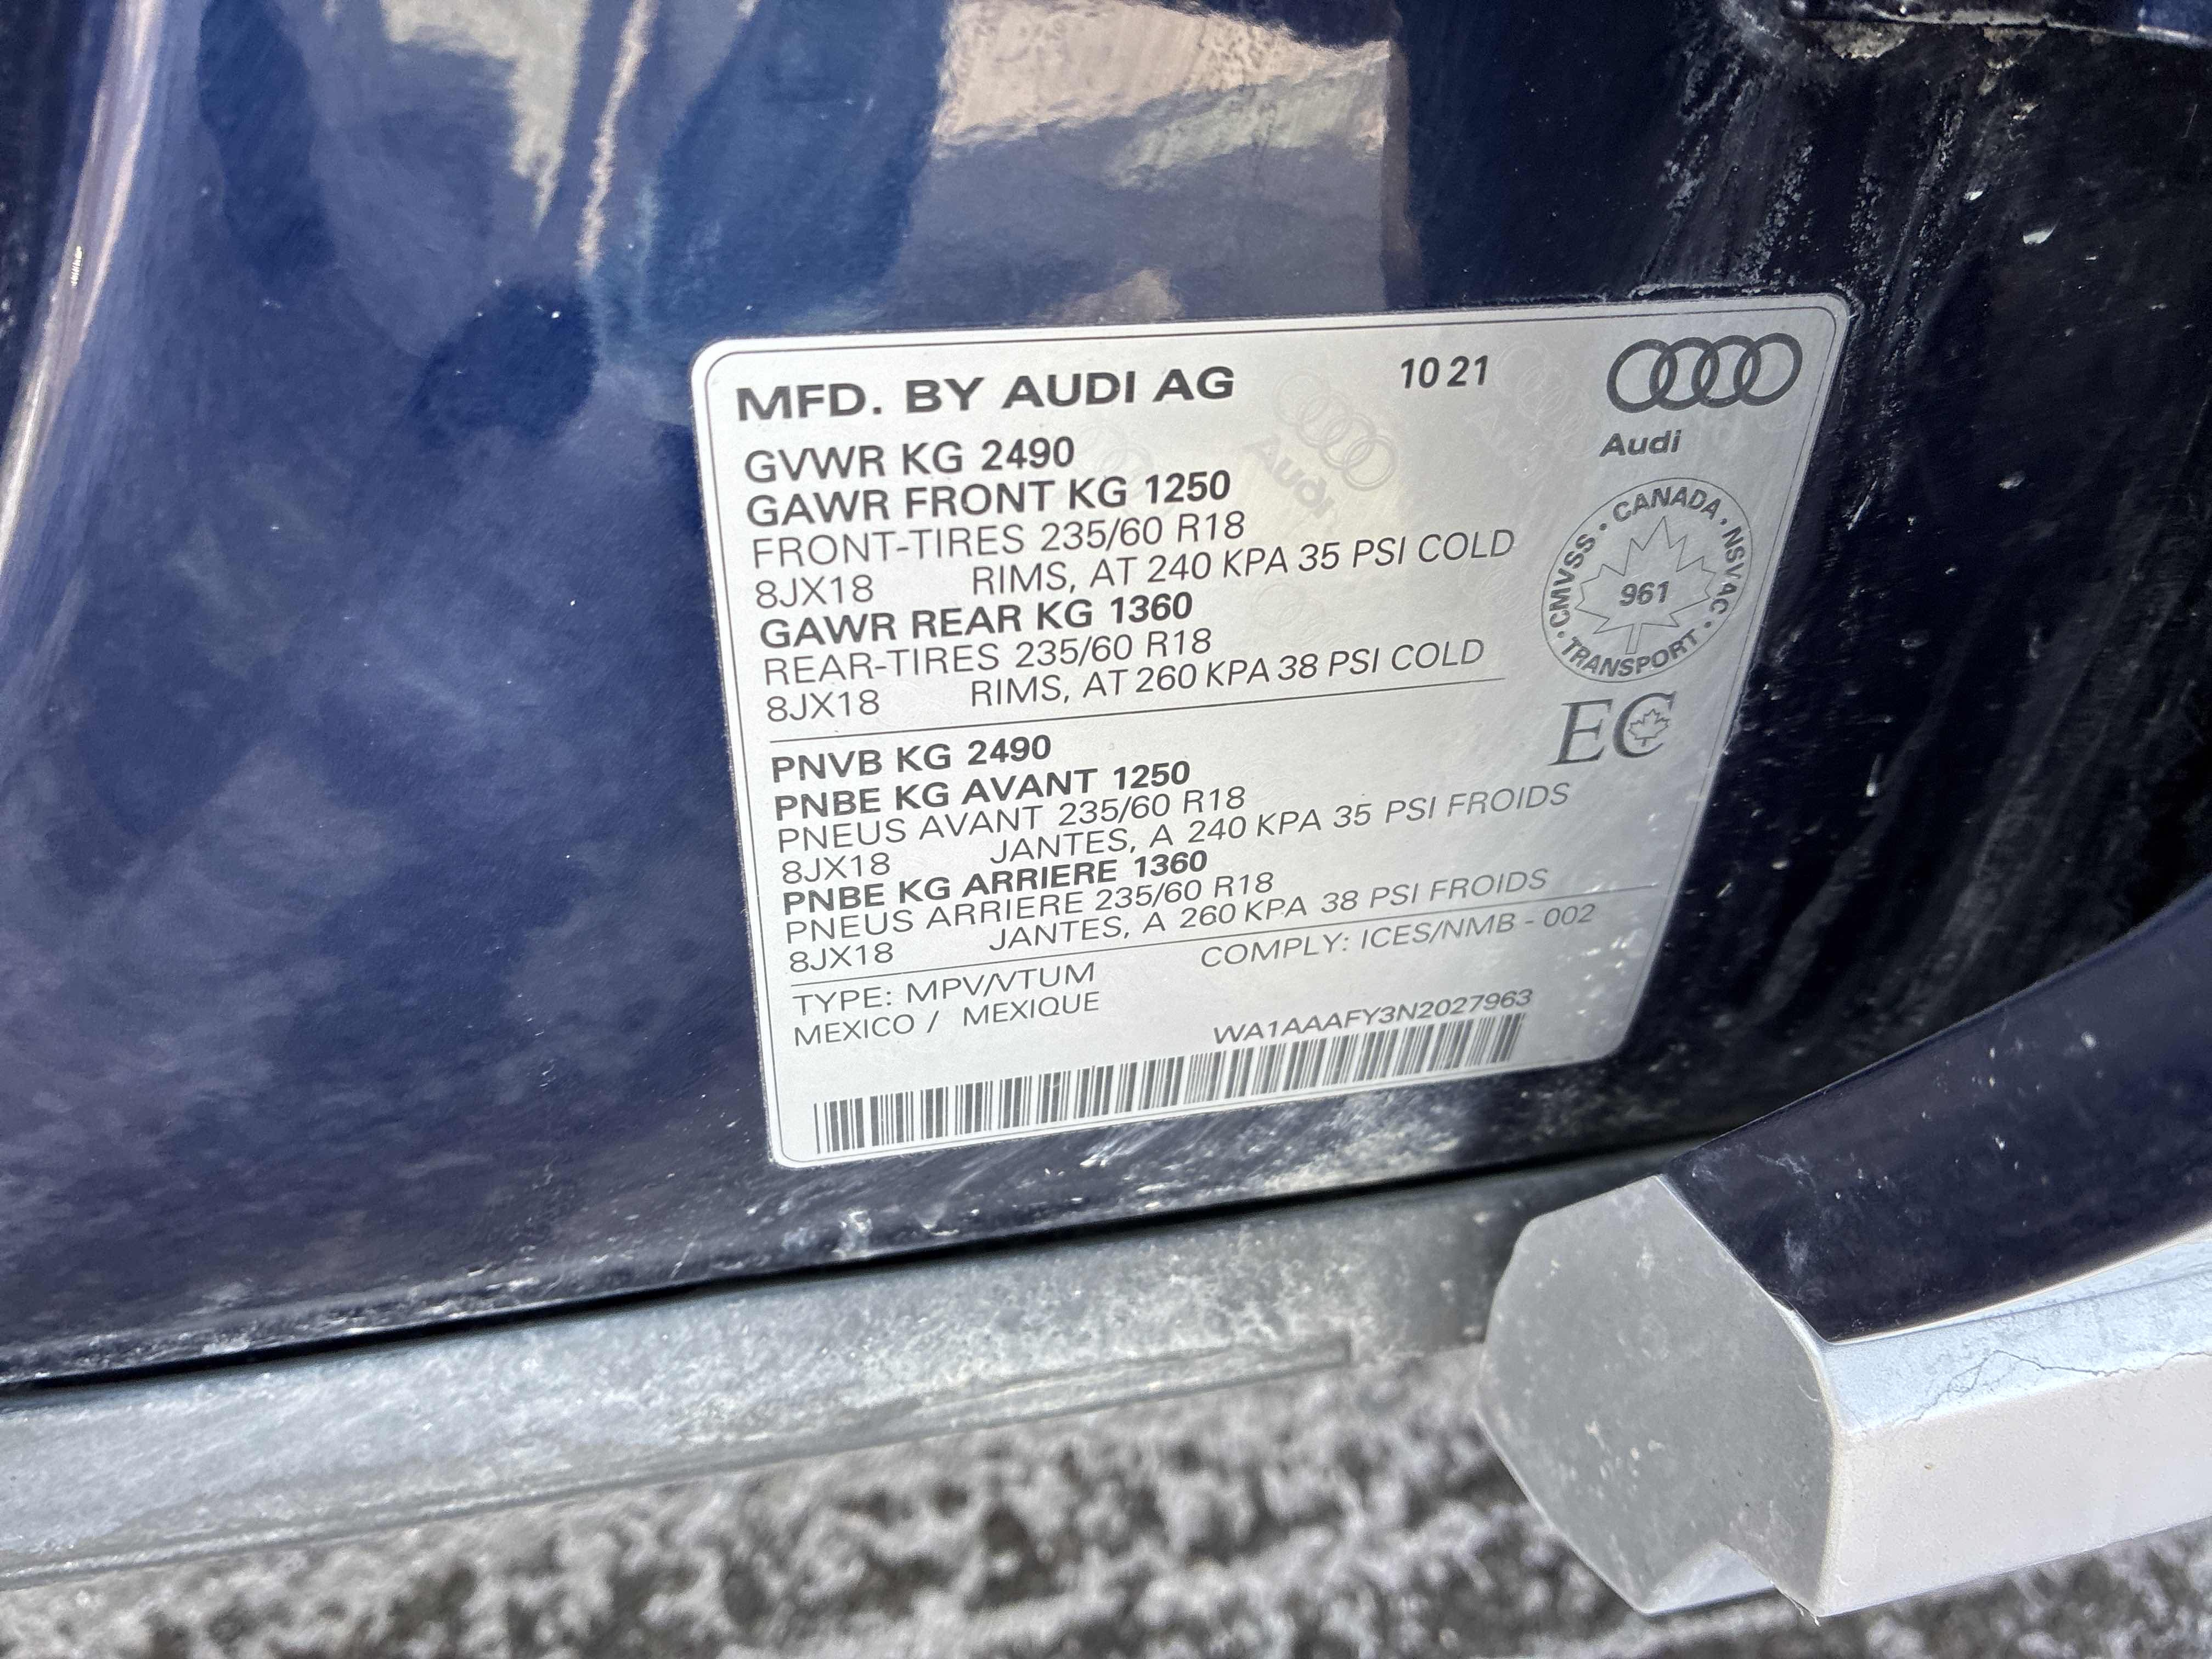 MFD. BY AUDI AG 10 21
Audi
GVWR KG 2490
GAWR FRONT KG 1250
FRONT-TIRES 235/60 R18
8JX18 RIMS, AT 240 KPA 35 PSI COLD
GAWR REAR KG 1360
REAR-TIRES 235/60 R18
8JX18 RIMS, AT 260 KPA 38 PSI COLD
CANADA · NSVAC · TRANSPORT · CMVSS ·
961
EC
PNVB KG 2490
PNBE KG AVANT 1250
PNEUS AVANT 235/60 R18
8JX18 JANTES, A 240 KPA 35 PSI FROIDS
PNBE KG ARRIERE 1360
PNEUS ARRIERE 235/60 R18
8JX18 JANTES, A 260 KPA 38 PSI FROIDS
TYPE: MPV/VTUM COMPLY: ICES/NMB - 002
MEXICO / MEXIQUE
WA1AAAFY3N2027963